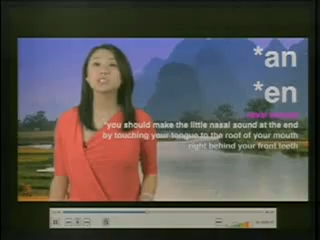 *an
*en
*you should make the little nasal sound at the end
by touching your tongue to the root of your mouth
right behind your front teeth